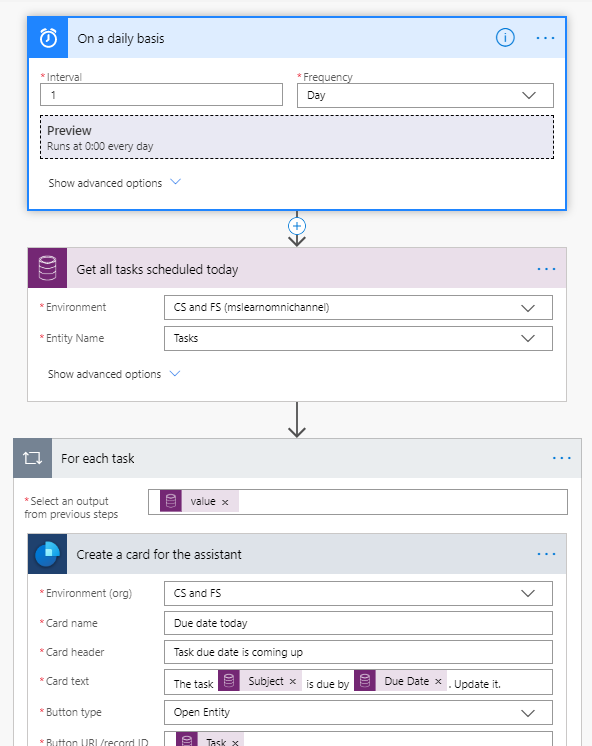 On a daily basis
* Interval
* Frequency
1
Day
Preview
Runs at 0:00 every day
Show advanced options
Get all tasks scheduled today
* Environment
CS and FS (mslearnomnichannel)
* Entity Name
Tasks
Show advanced options
For each task
* Select an output
from previous steps
value x
Create a card for the assistant
* Environment (org)
CS and FS
* Card name
Due date today
* Card header
Task due date is coming up
* Card text
The task Subject x is due by Due Date x . Update it.
* Button type
Open Entity
* Button URL/record ID
Task x